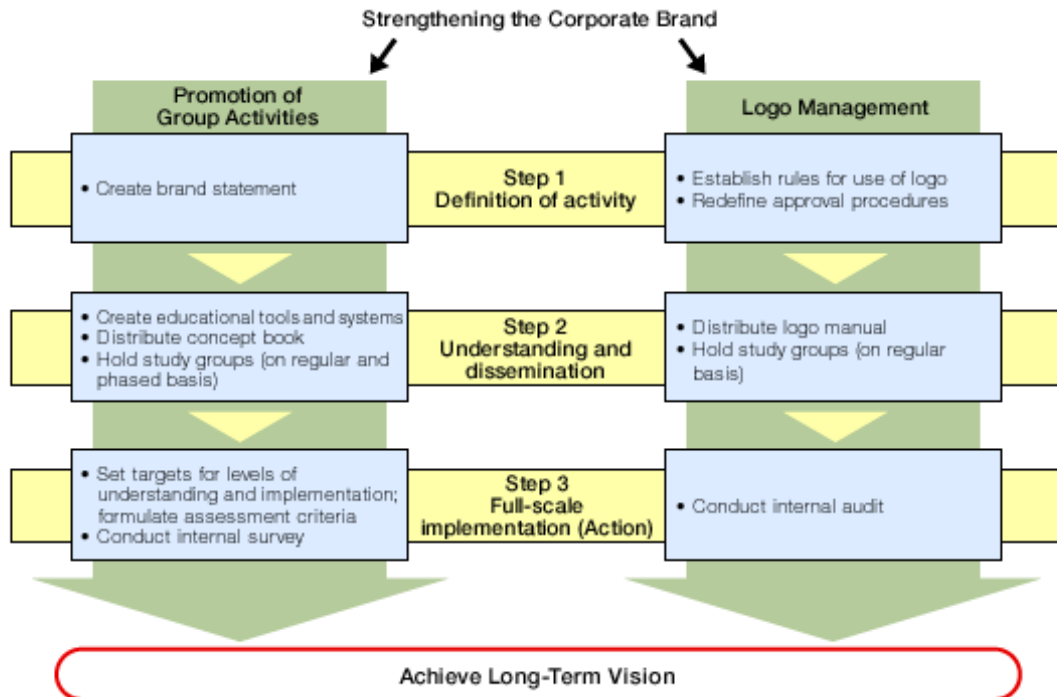 Strengthening the Corporate Brand
Promotion of
Group Activities
Logo Management
• Create brand statement
Step 1
Definition of activity
• Establish rules for use of logo
• Redefine approval procedures
• Create educational tools and systems
• Distribute concept book
• Hold study groups (on regular and
phased basis)
Step 2
Understanding and
dissemination
• Distribute logo manual
• Hold study groups (on regular
basis)
• Set targets for levels of
understanding and implementation;
formulate assessment criteria
• Conduct internal survey
Step 3
Full-scale
implementation (Action)
• Conduct internal audit
Achieve Long-Term Vision